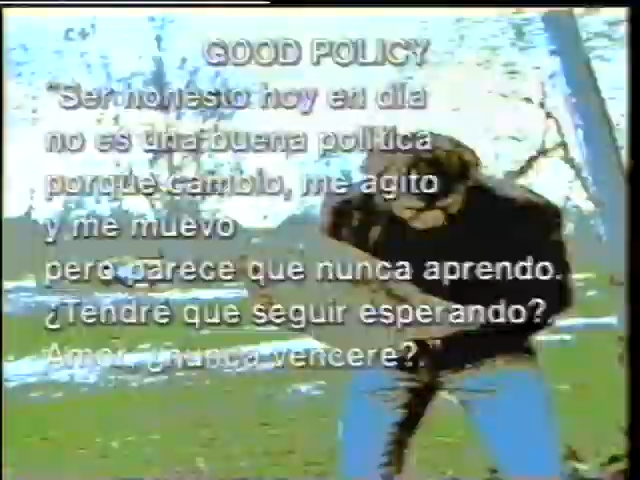 c+
GOOD POLICY
"Ser honesto hoy en día
no es una buena política
porque cambio, me agito
y me muevo
pero parece que nunca aprendo.
¿Tendré que seguir esperando?,
Amor, ¿nunca venceré?"